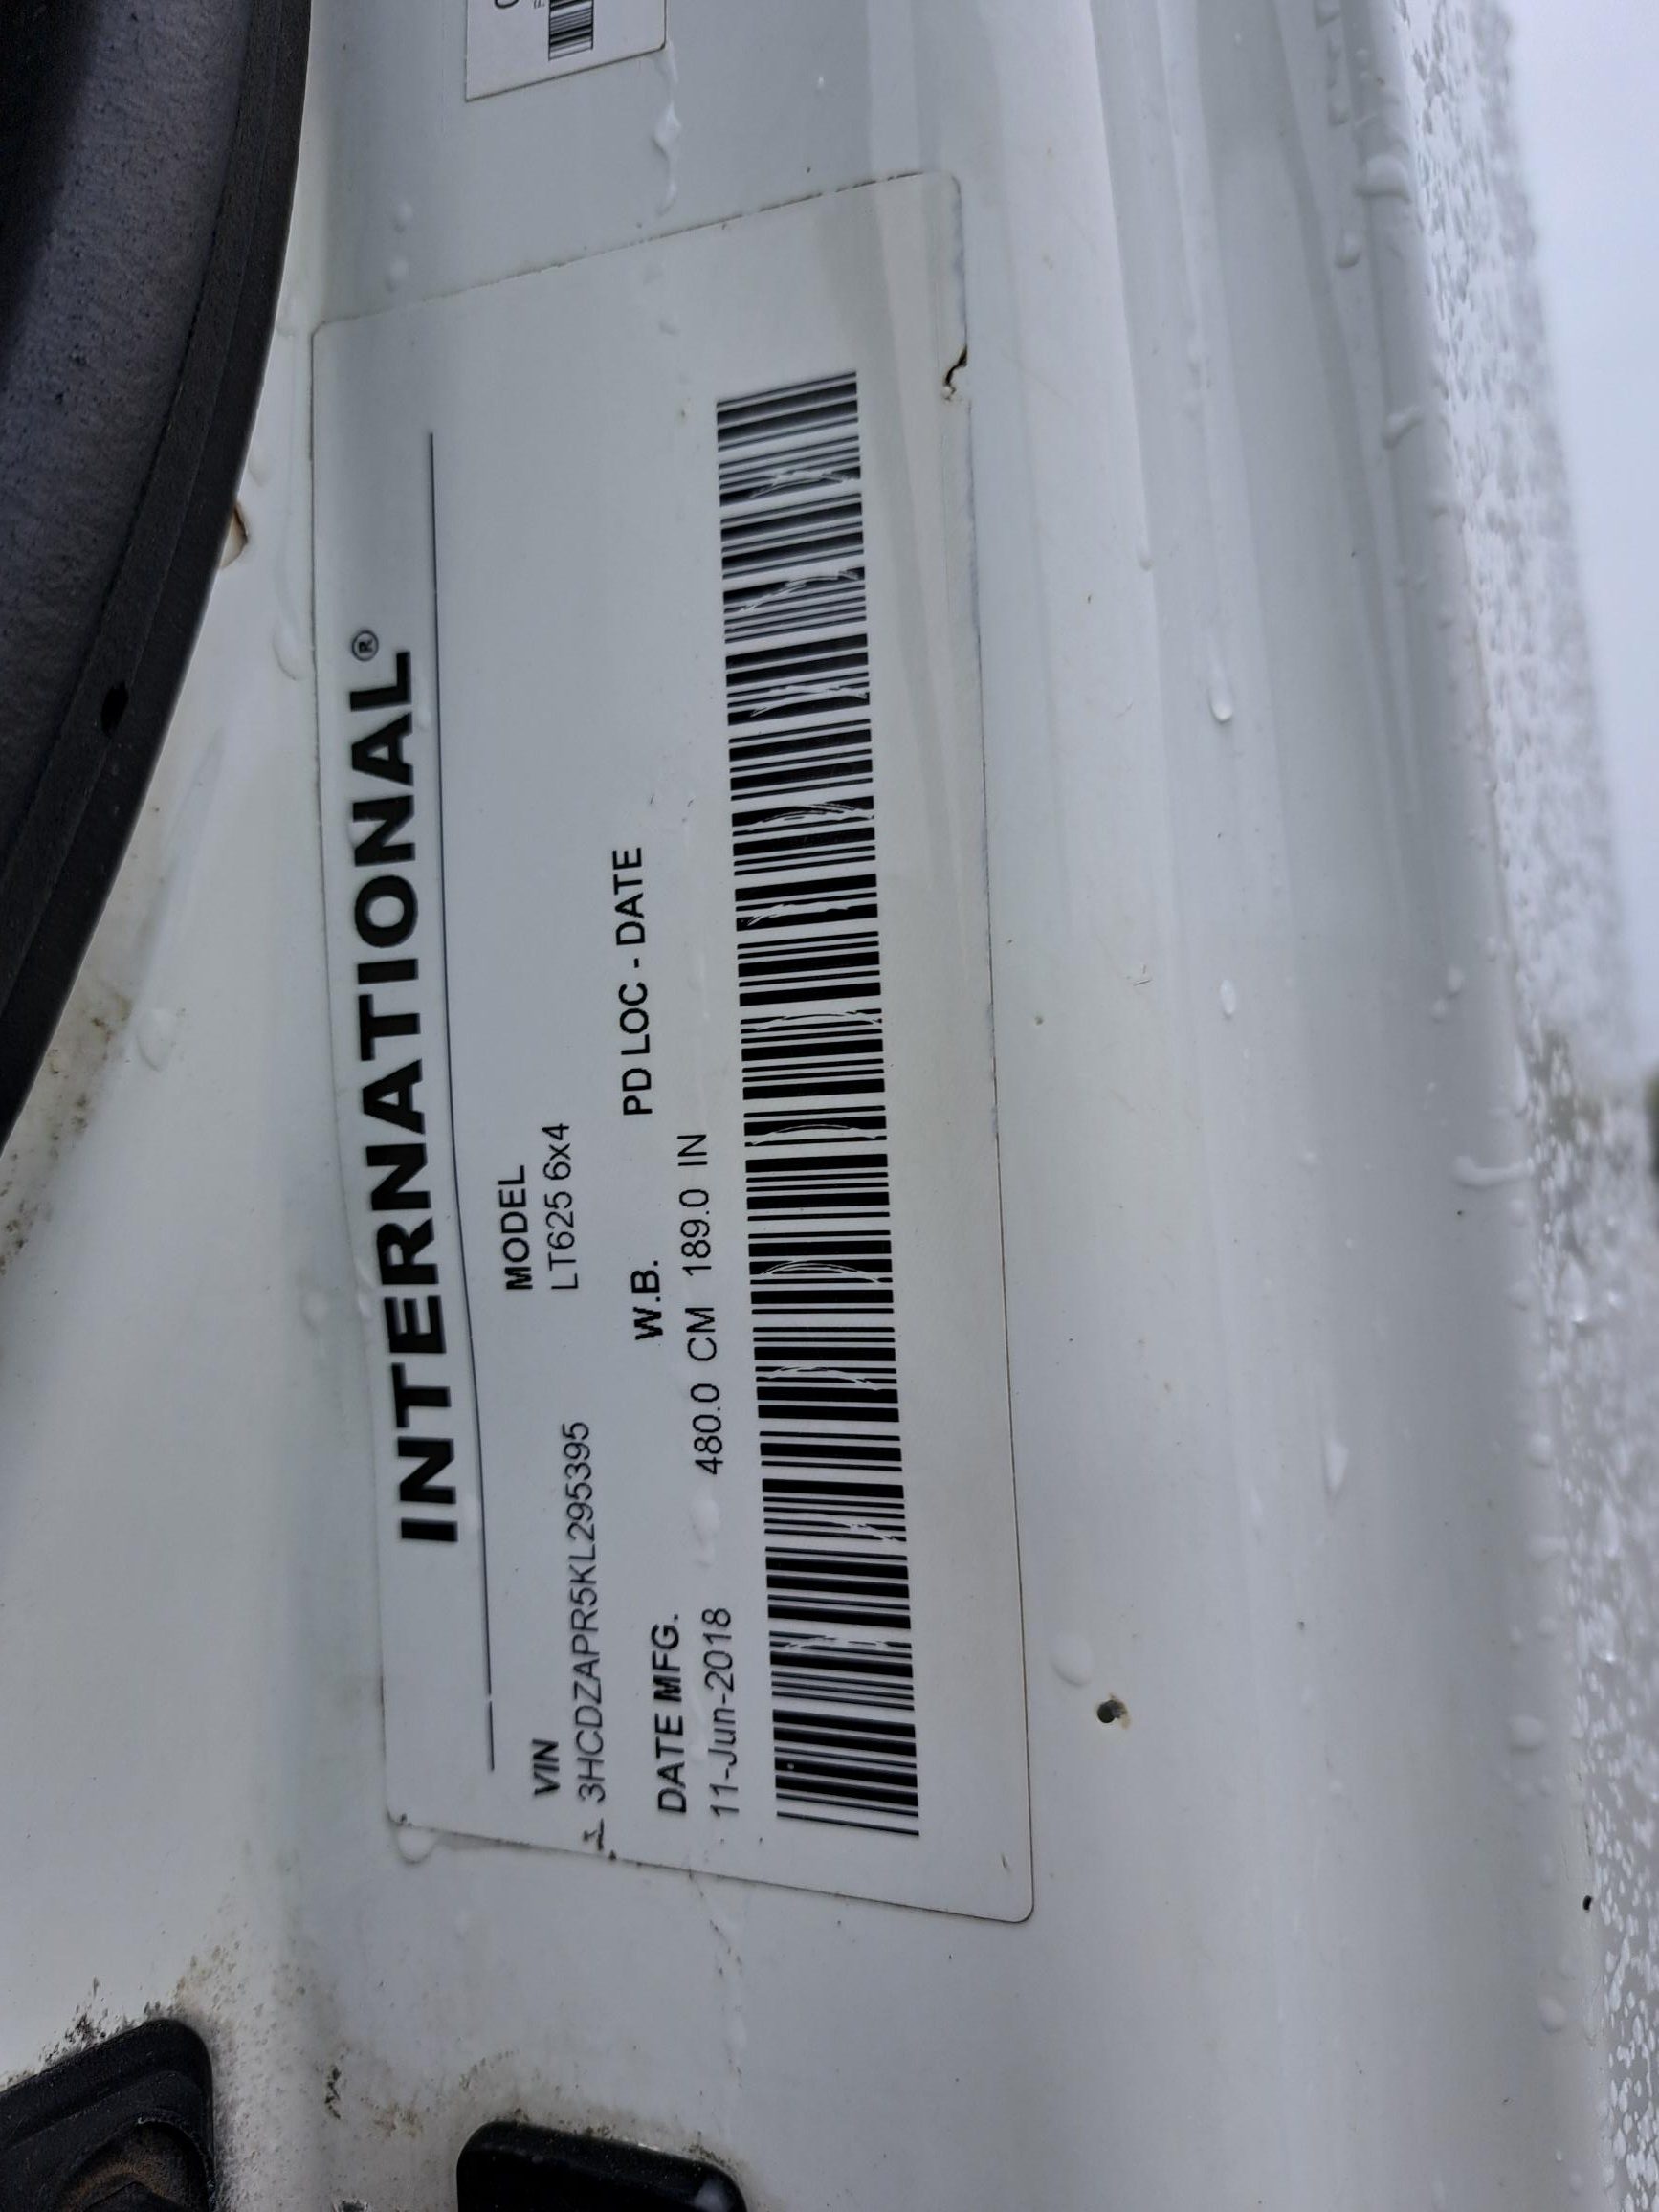 INTERNATIONAL®
VIN MODEL
3HCDZAPR5KL295395 LT625 6x4
DATE MFG. W.B. PD LOC - DATE
11-Jun-2018 480.0 CM 189.0 IN